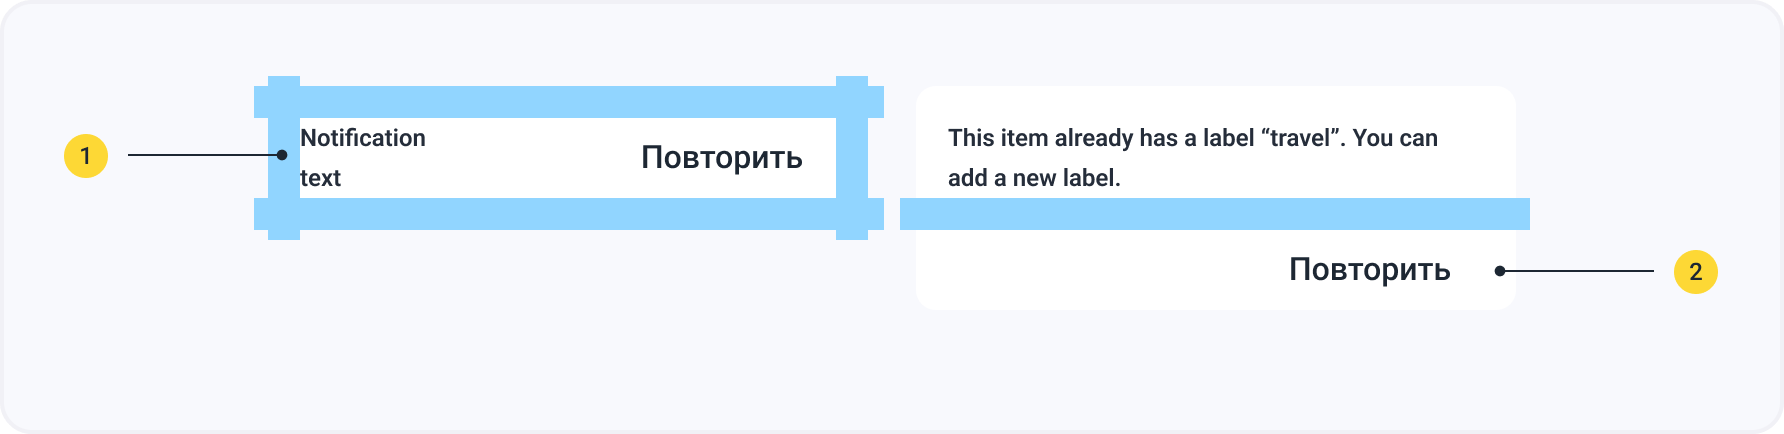 1
Notification
text
Повторить
This item already has a label “travel”. You can
add a new label.
Повторить
2